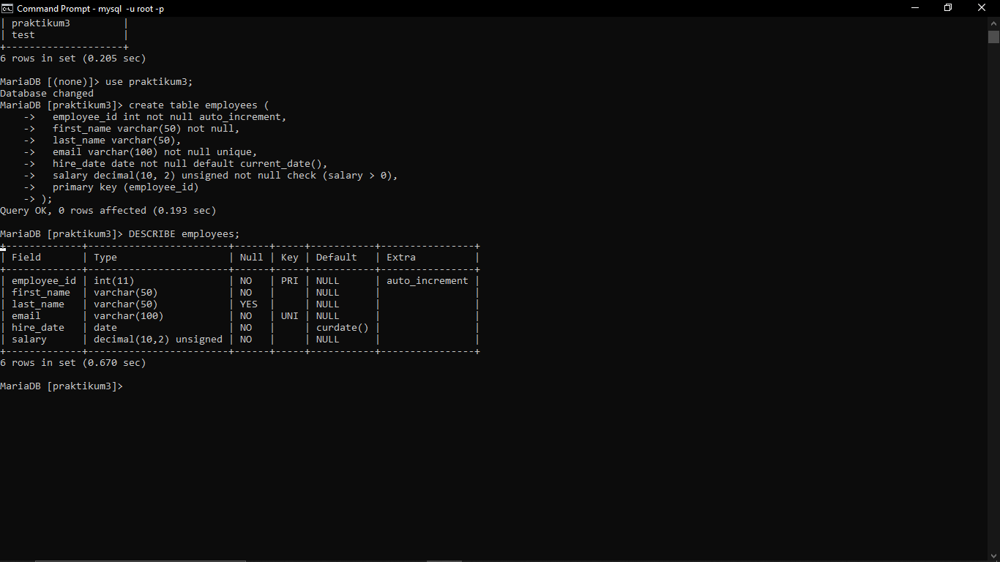 Command Prompt - mysql -u root -p
| praktikum3         |
| test               |
+--------------------+
6 rows in set (0.205 sec)
MariaDB [(none)]> use praktikum3;
Database changed
MariaDB [praktikum3]> create table employees (
    ->   employee_id int not null auto_increment,
    ->   first_name varchar(50) not null,
    ->   last_name varchar(50),
    ->   email varchar(100) not null unique,
    ->   hire_date date not null default current_date(),
    ->   salary decimal(10, 2) unsigned not null check (salary > 0),
    ->   primary key (employee_id)
    -> );
Query OK, 0 rows affected (0.193 sec)
MariaDB [praktikum3]> DESCRIBE employees;
+-------------+------------------------+------+-----+-----------+----------------+
| Field       | Type                   | Null | Key | Default   | Extra          |
+-------------+------------------------+------+-----+-----------+----------------+
| employee_id | int(11)                | NO   | PRI | NULL      | auto_increment |
| first_name  | varchar(50)            | NO   |     | NULL      |                |
| last_name   | varchar(50)            | YES  |     | NULL      |                |
| email       | varchar(100)           | NO   | UNI | NULL      |                |
| hire_date   | date                   | NO   |     | curdate() |                |
| salary      | decimal(10,2) unsigned | NO   |     | NULL      |                |
+-------------+------------------------+------+-----+-----------+----------------+
6 rows in set (0.670 sec)
MariaDB [praktikum3]>